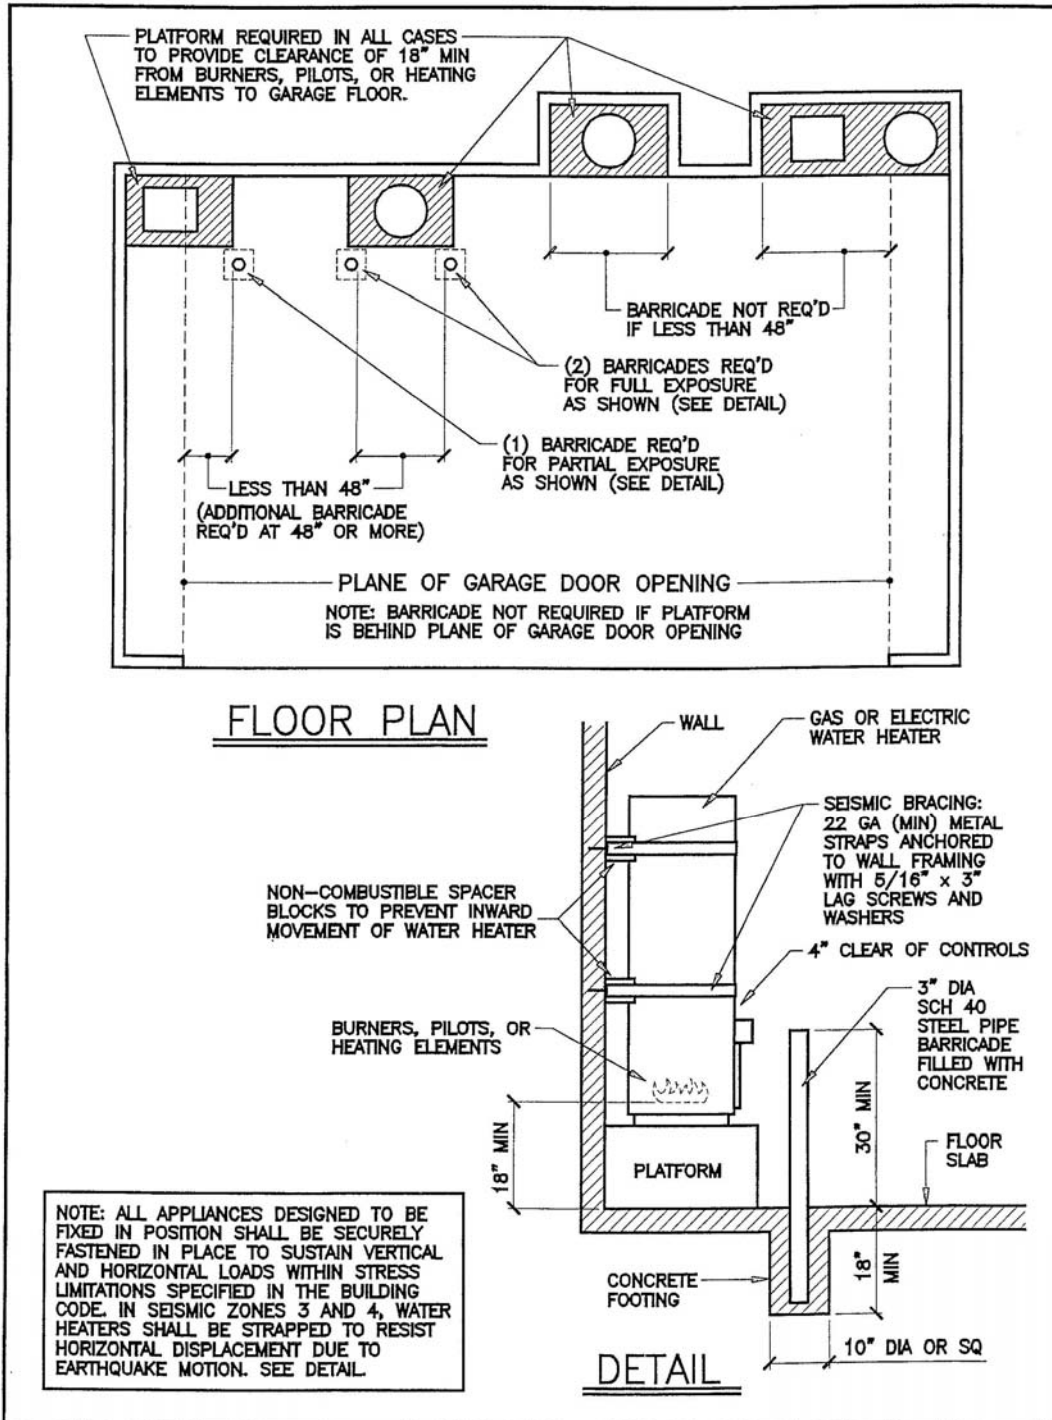 PLATFORM REQUIRED IN ALL CASES
TO PROVIDE CLEARANCE OF 18" MIN
FROM BURNERS, PILOTS, OR HEATING
ELEMENTS TO GARAGE FLOOR.
BARRICADE NOT REQ'D
IF LESS THAN 48"
(2) BARRICADES REQ'D
FOR FULL EXPOSURE
AS SHOWN (SEE DETAIL)
(1) BARRICADE REQ'D
FOR PARTIAL EXPOSURE
AS SHOWN (SEE DETAIL)
LESS THAN 48"
(ADDITIONAL BARRICADE
REQ'D AT 48" OR MORE)
PLANE OF GARAGE DOOR OPENING
NOTE: BARRICADE NOT REQUIRED IF PLATFORM
IS BEHIND PLANE OF GARAGE DOOR OPENING
FLOOR PLAN
WALL
GAS OR ELECTRIC
WATER HEATER
SEISMIC BRACING:
22 GA (MIN) METAL
STRAPS ANCHORED
TO WALL FRAMING
WITH 5/16" x 3"
LAG SCREWS AND
WASHERS
NON-COMBUSTIBLE SPACER
BLOCKS TO PREVENT INWARD
MOVEMENT OF WATER HEATER
4" CLEAR OF CONTROLS
3" DIA
SCH 40
STEEL PIPE
BARRICADE
FILLED WITH
CONCRETE
BURNERS, PILOTS, OR
HEATING ELEMENTS
18" MIN
PLATFORM
30" MIN
FLOOR
SLAB
18"
MIN
CONCRETE
FOOTING
10" DIA OR SQ
DETAIL
NOTE: ALL APPLIANCES DESIGNED TO BE
FIXED IN POSITION SHALL BE SECURELY
FASTENED IN PLACE TO SUSTAIN VERTICAL
AND HORIZONTAL LOADS WITHIN STRESS
LIMITATIONS SPECIFIED IN THE BUILDING
CODE. IN SEISMIC ZONES 3 AND 4, WATER
HEATERS SHALL BE STRAPPED TO RESIST
HORIZONTAL DISPLACEMENT DUE TO
EARTHQUAKE MOTION. SEE DETAIL.